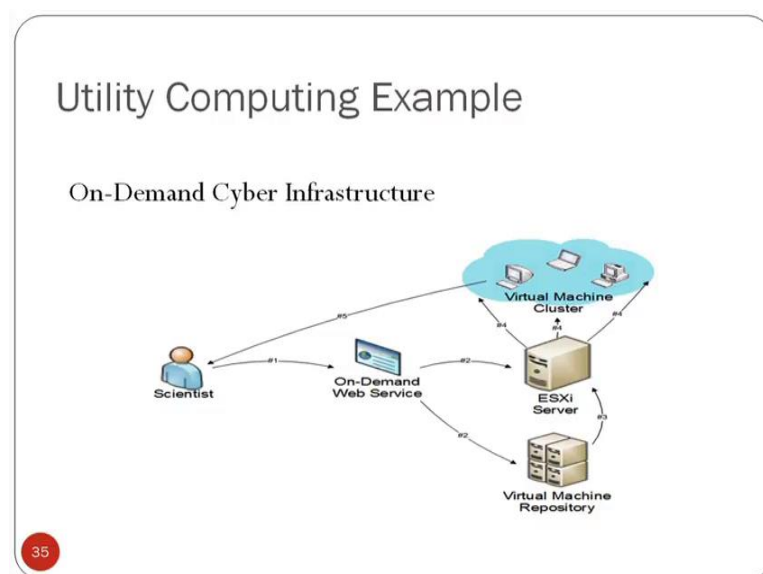 Utility Computing Example
On-Demand Cyber Infrastructure
Virtual Machine
Cluster
#5
#4
#4
#4
#1
#2
Scientist
On-Demand
Web Service
ESXi
Server
#3
#2
Virtual Machine
Repository
35